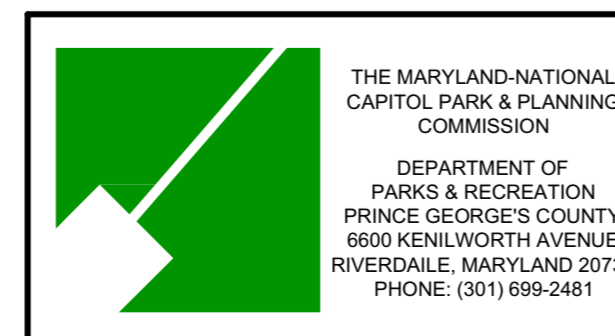 THE MARYLAND-NATIONAL
CAPITOL PARK & PLANNING
COMMISSION
DEPARTMENT OF
PARKS & RECREATION
PRINCE GEORGE'S COUNTY
6600 KENILWORTH AVENUE
RIVERDAILE, MARYLAND 2073
PHONE: (301) 699-2481